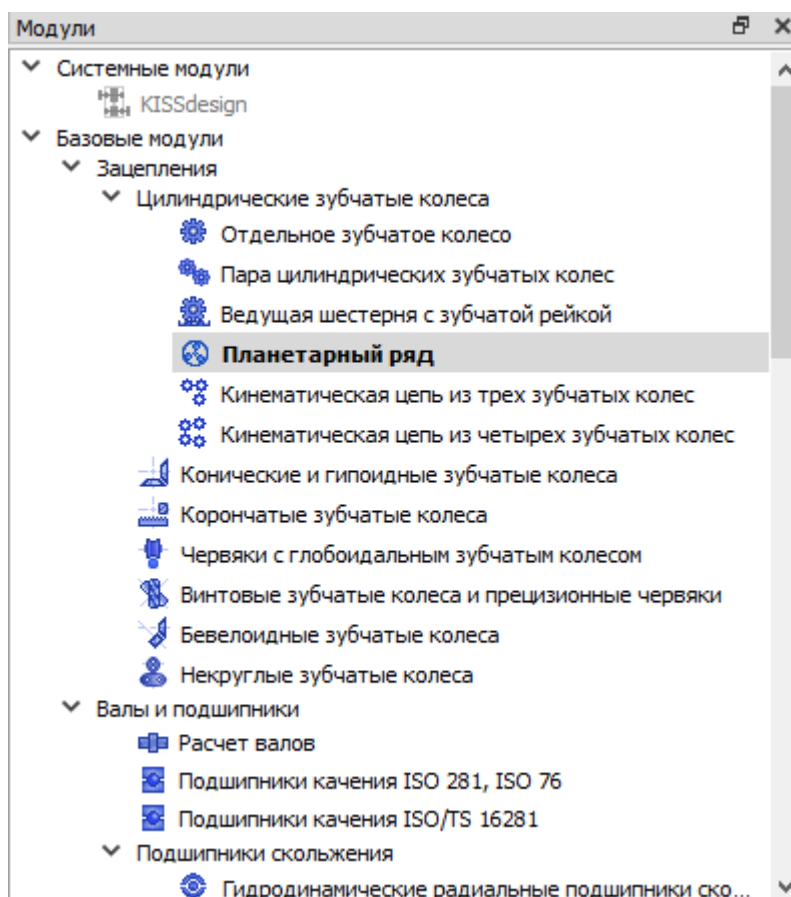 Модули
Системные модули
KISSdesign
Базовые модули
Зацепления
Цилиндрические зубчатые колеса
Отдельное зубчатое колесо
Пара цилиндрических зубчатых колес
Ведущая шестерня с зубчатой рейкой
Планетарный ряд
Кинематическая цепь из трех зубчатых колес
Кинематическая цепь из четырех зубчатых колес
Конические и гипоидные зубчатые колеса
Корончатые зубчатые колеса
Червяки с глобоидальным зубчатым колесом
Винтовые зубчатые колеса и прецизионные червяки
Бевелоидные зубчатые колеса
Некруглые зубчатые колеса
Валы и подшипники
Расчет валов
Подшипники качения ISO 281, ISO 76
Подшипники качения ISO/TS 16281
Подшипники скольжения
Гидродинамические радиальные подшипники ско...